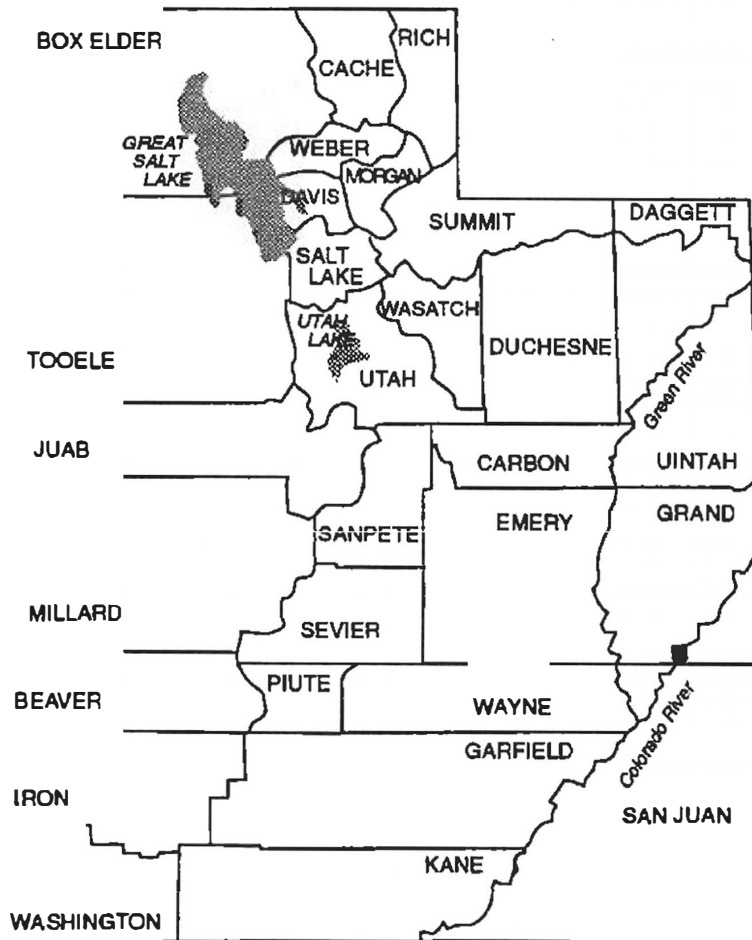 BOX ELDER
RICH
CACHE
GREAT
SALT
LAKE
WEBER
MORGAN
DAVIS
SUMMIT
DAGGETT
SALT
LAKE
WASATCH
UTAH
LAKE
DUCHESNE
TOOELE
UTAH
Green River
JUAB
CARBON
UINTAH
EMERY
GRAND
SANPETE
MILLARD
SEVIER
PIUTE
BEAVER
WAYNE
Colorado River
GARFIELD
IRON
SAN JUAN
KANE
WASHINGTON